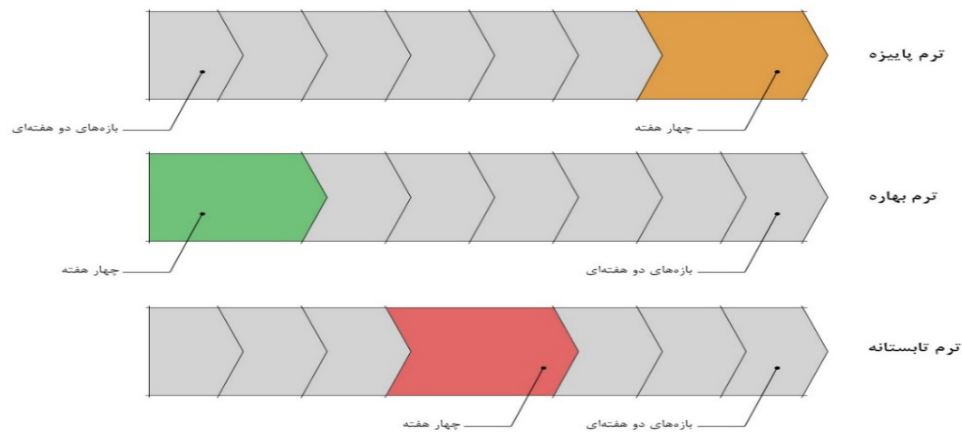 ترم پاییزه
بازه‌های دو هفته‌ای
چهار هفته
ترم بهاره
چهار هفته
بازه‌های دو هفته‌ای
ترم تابستانه
چهار هفته
بازه‌های دو هفته‌ای